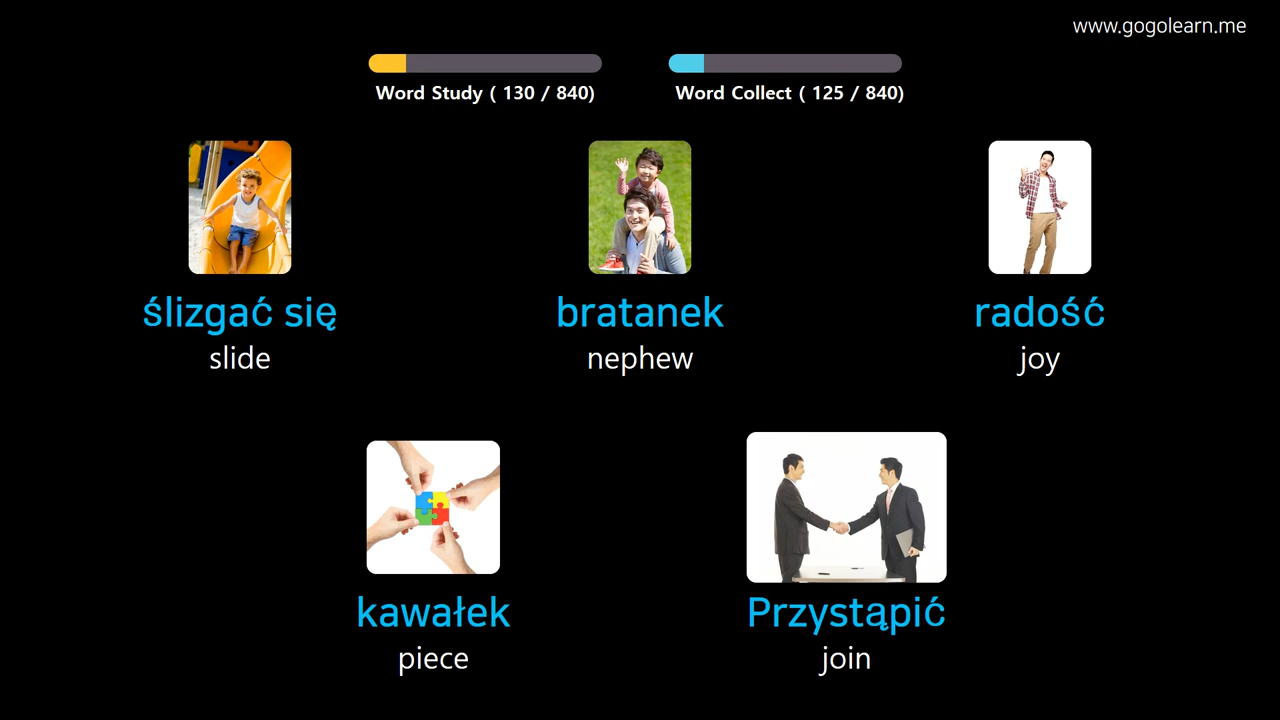 www.gogolearn.me
Word Study ( 130 / 840)
Word Collect ( 125 / 840)
ślizgać się
slide
bratanek
nephew
radość
joy
kawałek
piece
Przystąpić
join